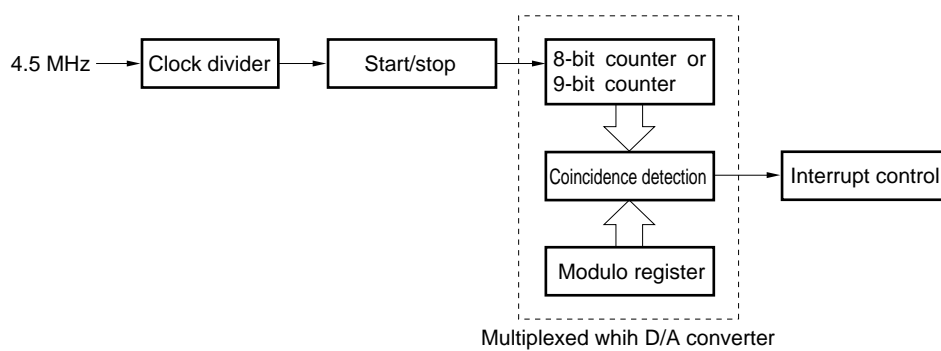 4.5 MHz
Clock divider
Start/stop
8-bit counter or
9-bit counter
Coincidence detection
Interrupt control
Modulo register
Multiplexed whih D/A converter